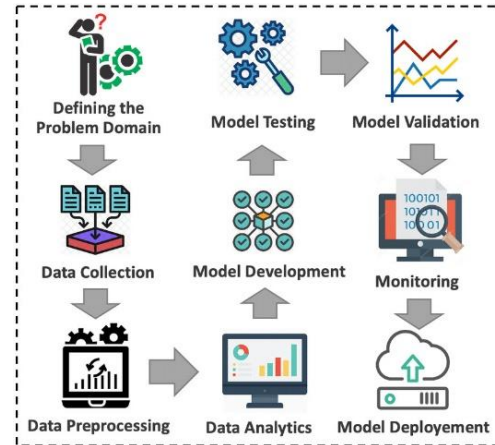 Defining the
Problem Domain
Data Collection
Data Preprocessing
Data Analytics
Model Development
Model Testing
Model Validation
100101
101011
100 01
Monitoring
Model Deployement